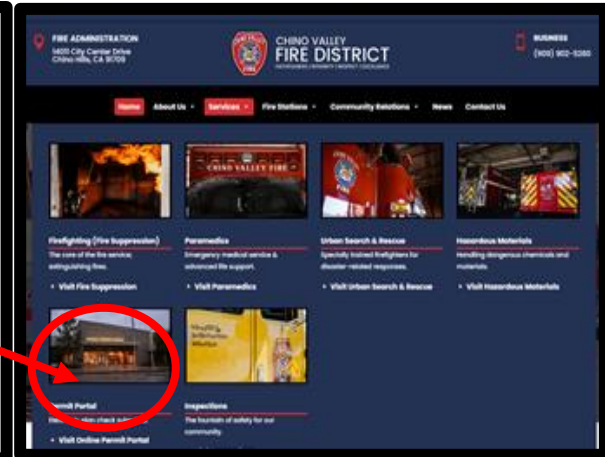 FIRE ADMINISTRATION
14011 City Center Drive
Chino Hills, CA 91709
CHINO VALLEY
FIRE DISTRICT
BUSINESS
(909) 902-5260
Home
About Us
Services
Fire Stations
Community Relations
News
Contact Us
CHINO VALLEY FIRE
Firefighting (Fire Suppression)
The core of the fire service;
extinguishing fires.
Visit Fire Suppression
Paramedics
Emergency medical service &
advanced life support.
Visit Paramedics
Urban Search & Rescue
Specially trained firefighters for
disaster-related responses.
Visit Urban Search & Rescue
Hazardous Materials
Handling dangerous chemicals and
materials.
Visit Hazardous Materials
Permit Portal
plan check
Visit Online Permit Portal
Inspections
The fountain of safety for our
community.